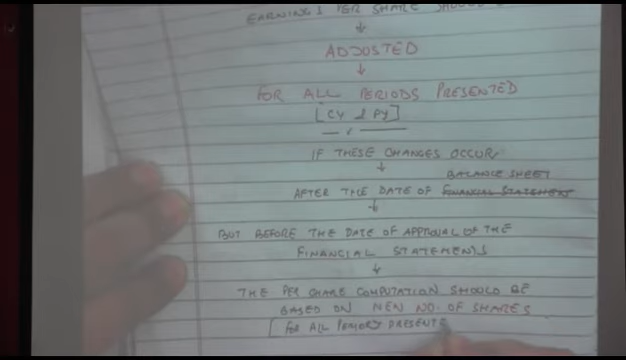 EARNINGS PER SHARE SHOULD
↓
ADJUSTED
↓
FOR ALL PERIODS PRESENTED
[CY & PY]
IF THESE CHANGES OCCUR
↓
BALANCE SHEET
AFTER THE DATE OF FINANCIAL STATEMENT
↓
BUT BEFORE THE DATE OF APPROVAL OF THE
FINANCIAL STATEMENTS
↓
THE PER SHARE COMPUTATION SHOULD BE
BASED ON NEW NO. OF SHARES
[FOR ALL PERIODS PRESENTE